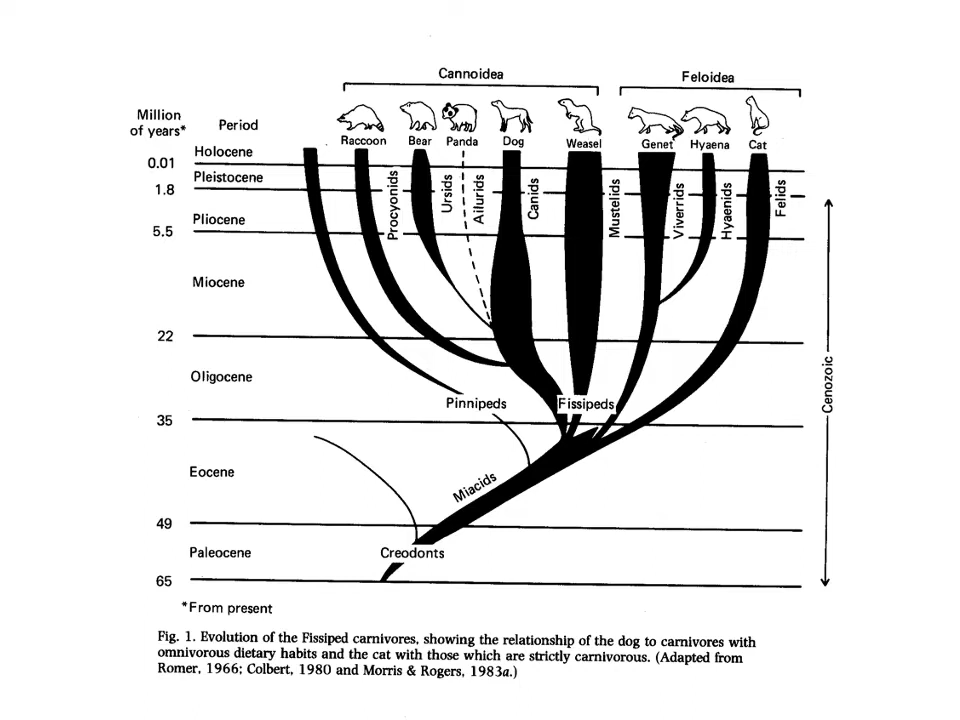 Cannoidea
Feloidea
Million
of years*
Period
Raccoon
Bear
Panda
Dog
Weasel
Genet
Hyaena
Cat
Holocene
0.01
Pleistocene
1.8
Pliocene
5.5
Procyonids
Ursids
Ailurids
Canids
Mustelids
Viverrids
Hyaenids
Felids
Miocene
22
Oligocene
Pinnipeds
Fissipeds
35
Eocene
Miacids
49
Paleocene
Creodonts
65
Cenozoic
*From present
Fig. 1. Evolution of the Fissiped carnivores, showing the relationship of the dog to carnivores with
omnivorous dietary habits and the cat with those which are strictly carnivorous. (Adapted from
Romer, 1966; Colbert, 1980 and Morris & Rogers, 1983a.)